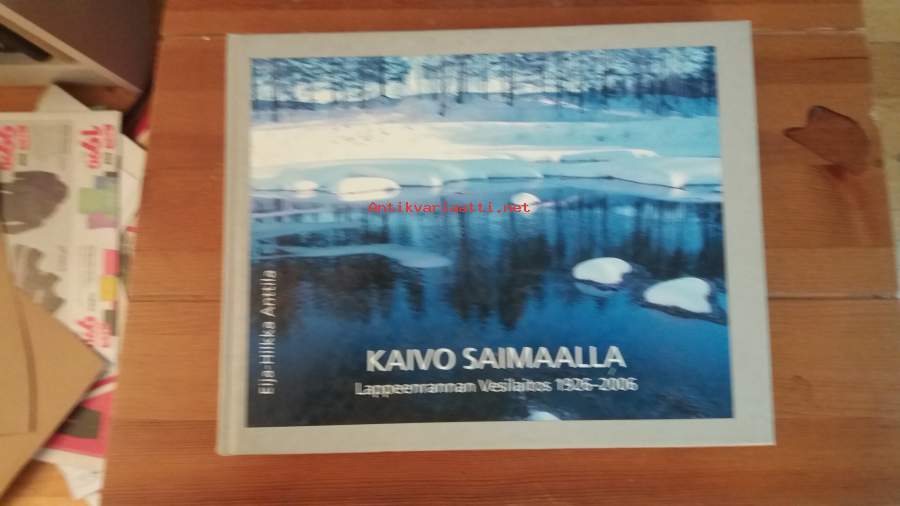 Antikvariaatti.net
Eija-Hilkka Anttila
KAIVO SAIMAALLA
Lappeenrannan Vesilaitos 1926-2006